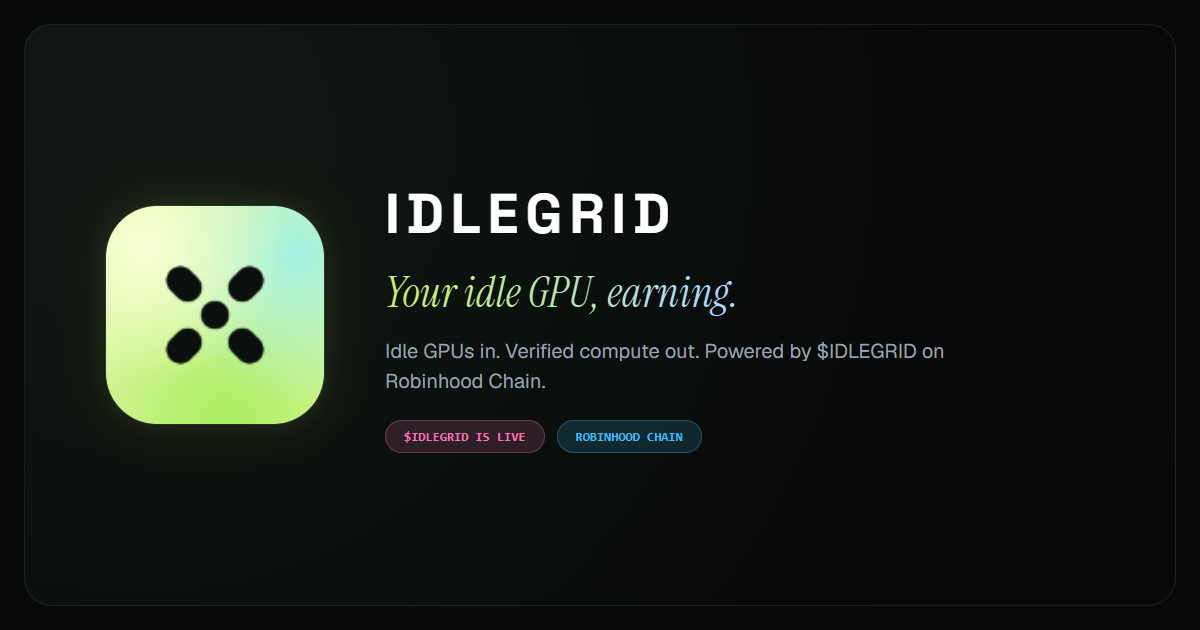 IDLEGRID
Your idle GPU, earning.
Idle GPUs in. Verified compute out. Powered by $IDLEGRID on
Robinhood Chain.
$IDLEGRID IS LIVE
ROBINHOOD CHAIN